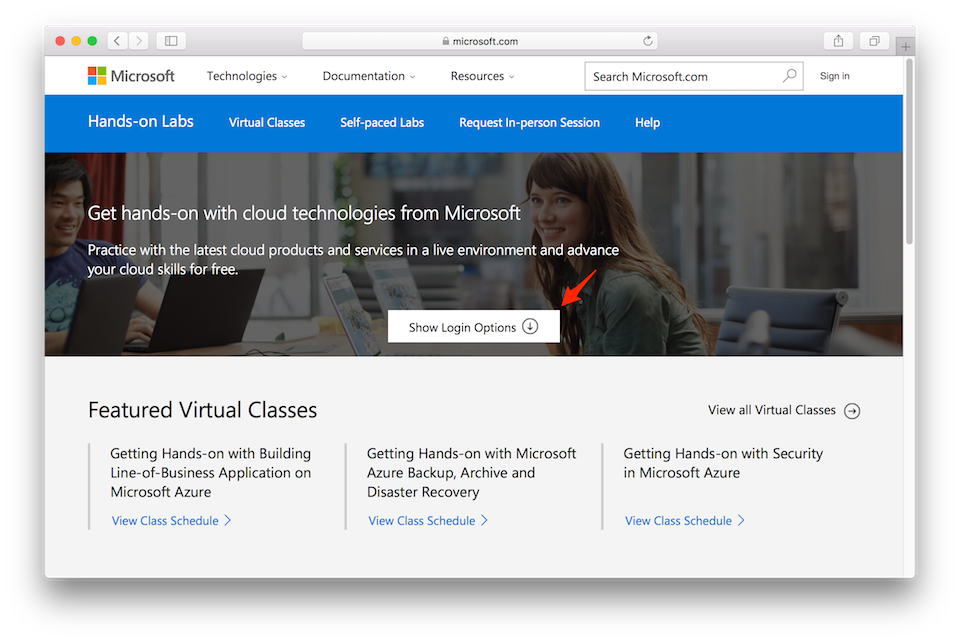 microsoft.com
Microsoft
Technologies
Documentation
Resources
Search Microsoft.com
Sign in
Hands-on Labs
Virtual Classes
Self-paced Labs
Request In-person Session
Help
Get hands-on with cloud technologies from Microsoft
Practice with the latest cloud products and services in a live environment and advance
your cloud skills for free.
Show Login Options
Featured Virtual Classes
View all Virtual Classes
Getting Hands-on with Building
Line-of-Business Application on
Microsoft Azure
View Class Schedule
Getting Hands-on with Microsoft
Azure Backup, Archive and
Disaster Recovery
View Class Schedule
Getting Hands-on with Security
in Microsoft Azure
View Class Schedule